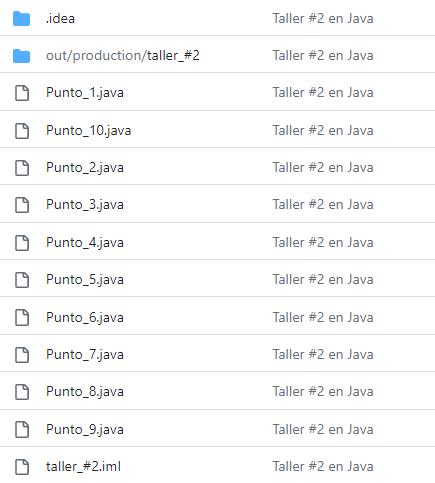 .idea Taller #2 en Java
out/production/taller_#2 Taller #2 en Java
Punto_1.java Taller #2 en Java
Punto_10.java Taller #2 en Java
Punto_2.java Taller #2 en Java
Punto_3.java Taller #2 en Java
Punto_4.java Taller #2 en Java
Punto_5.java Taller #2 en Java
Punto_6.java Taller #2 en Java
Punto_7.java Taller #2 en Java
Punto_8.java Taller #2 en Java
Punto_9.java Taller #2 en Java
taller_#2.iml Taller #2 en Java